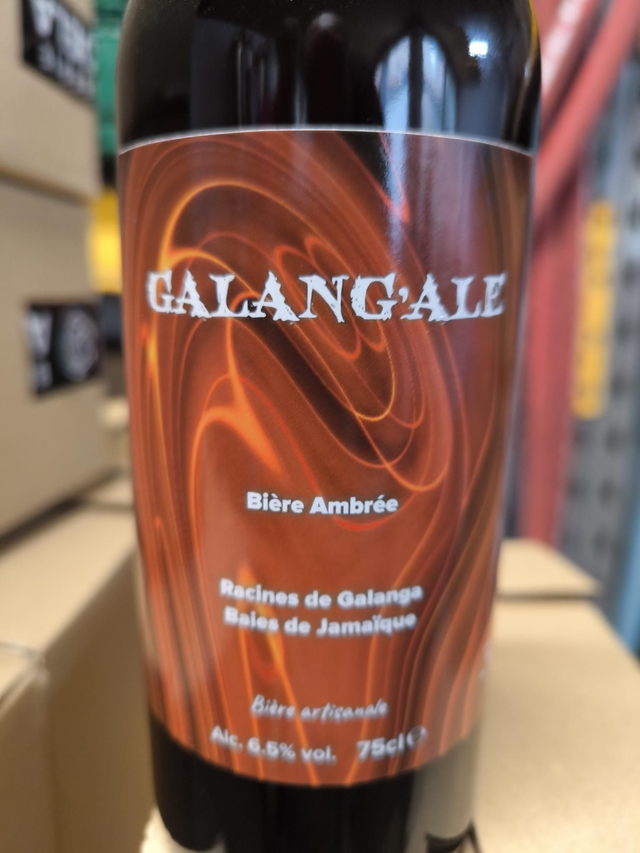 GALANG'ALE
Bière Ambrée
Racines de Galanga
Baies de Jamaïque
Bière artisanale
Alc. 6.5% vol. 75cl ℮